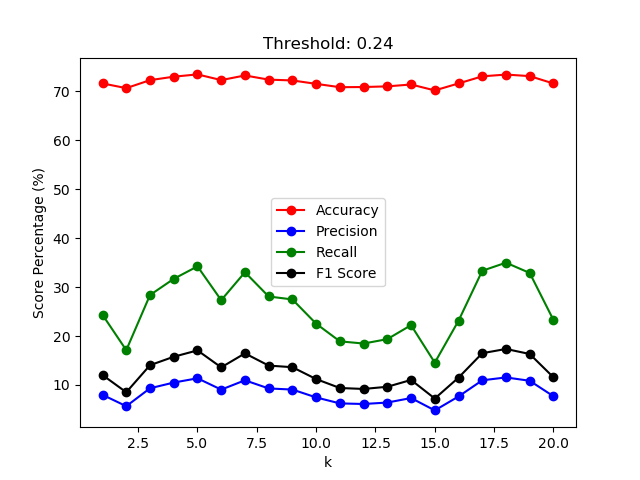 Threshold: 0.24
Score Percentage (%)
70
60
50
40
30
20
10
Accuracy
Precision
Recall
F1 Score
2.5 5.0 7.5 10.0 12.5 15.0 17.5 20.0
k